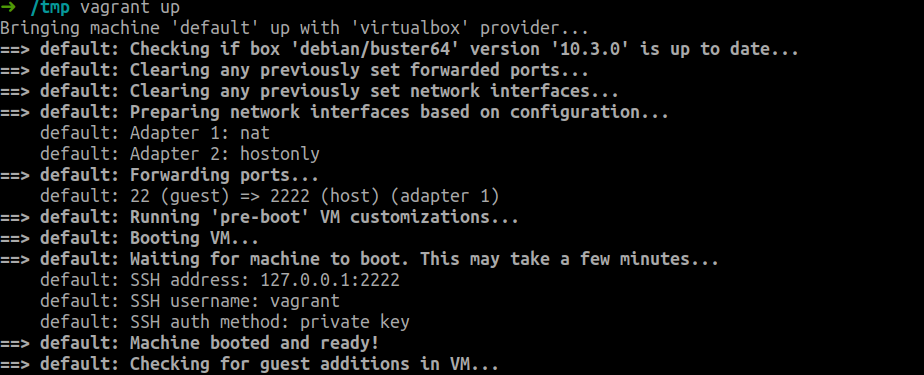 ➜ /tmp vagrant up
Bringing machine 'default' up with 'virtualbox' provider...
==> default: Checking if box 'debian/buster64' version '10.3.0' is up to date...
==> default: Clearing any previously set forwarded ports...
==> default: Clearing any previously set network interfaces...
==> default: Preparing network interfaces based on configuration...
    default: Adapter 1: nat
    default: Adapter 2: hostonly
==> default: Forwarding ports...
    default: 22 (guest) => 2222 (host) (adapter 1)
==> default: Running 'pre-boot' VM customizations...
==> default: Booting VM...
==> default: Waiting for machine to boot. This may take a few minutes...
    default: SSH address: 127.0.0.1:2222
    default: SSH username: vagrant
    default: SSH auth method: private key
==> default: Machine booted and ready!
==> default: Checking for guest additions in VM...